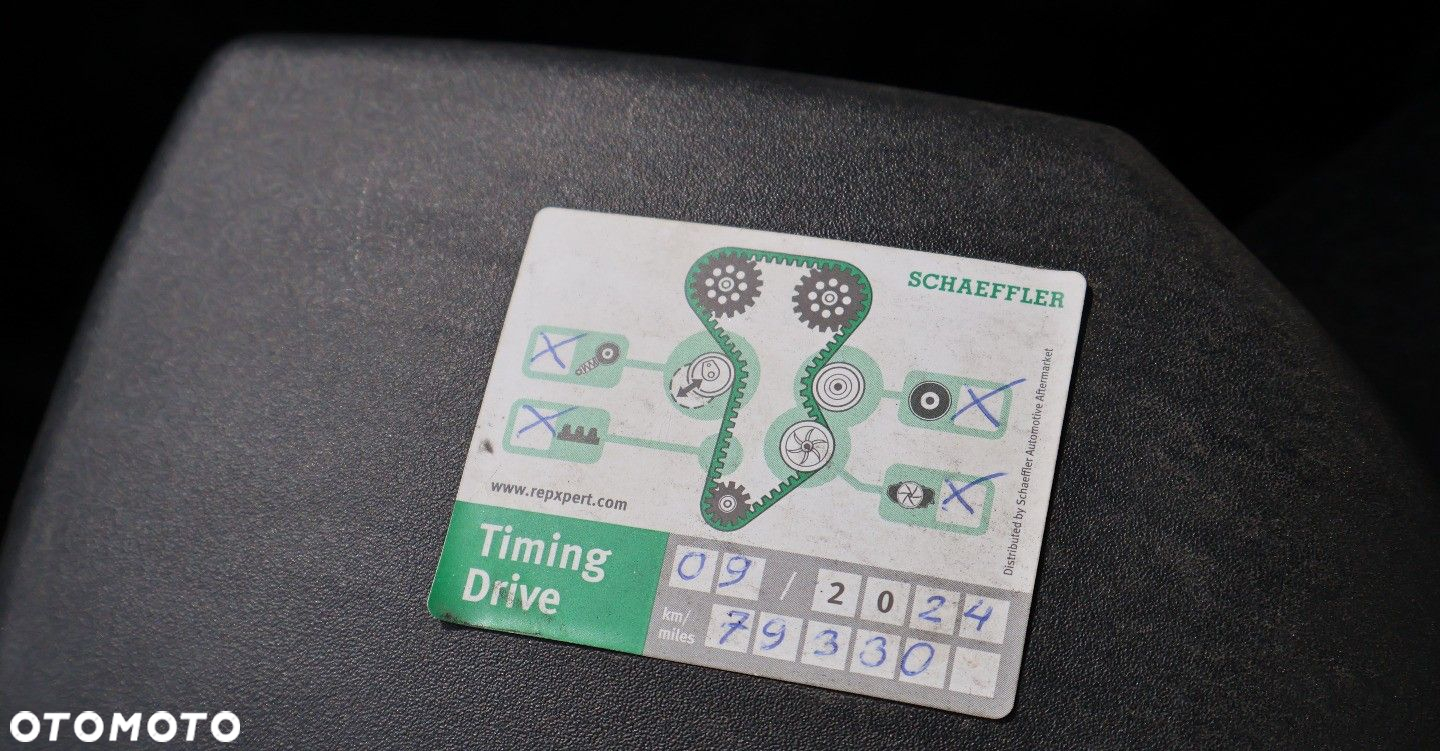 SCHAEFFLER
X
X
X
X
www.repxpert.com
Distributed by Schaeffler Automotive Aftermarket
Timing
Drive
09 / 2024
km/
miles
79330
OTOMOTO